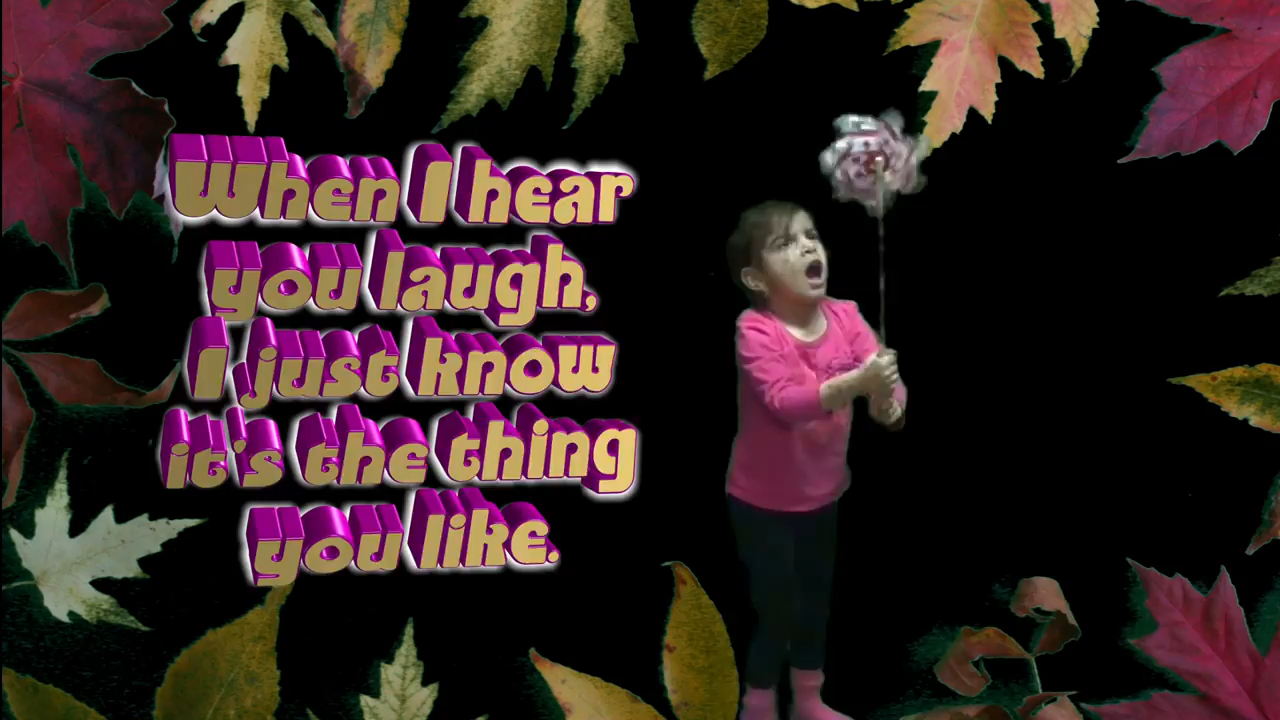 When I hear
you laugh,
I just know
it's the thing
you like.